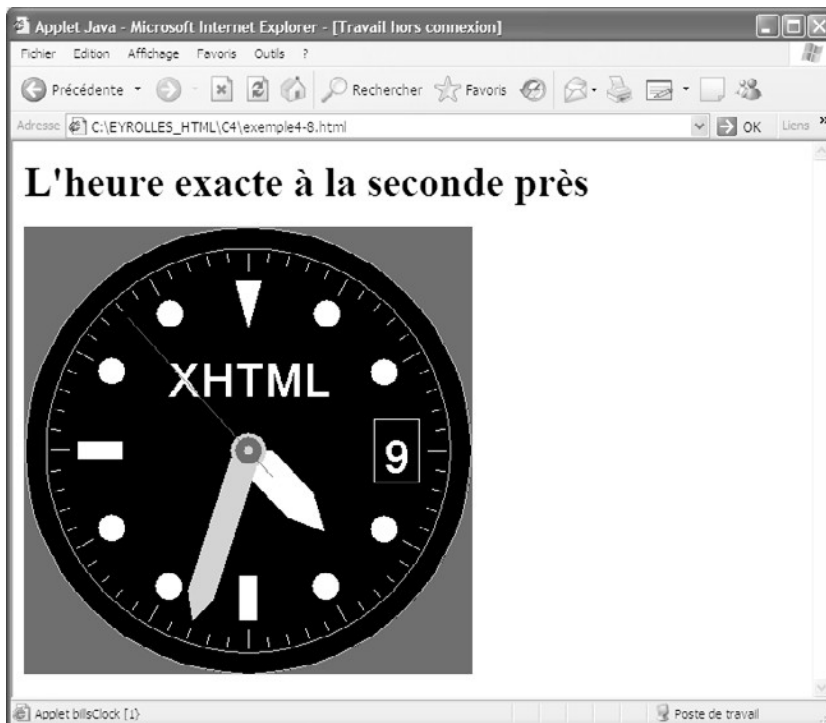 Applet Java - Microsoft Internet Explorer - [Travail hors connexion]
Fichier Edition Affichage Favoris Outils ?
Précédente Rechercher Favoris
Adresse C:\EYROLLES_HTML\C4\exemple4-8.html OK Liens »
L'heure exacte à la seconde près
XHTML
9
Applet billsClock [1] Poste de travail